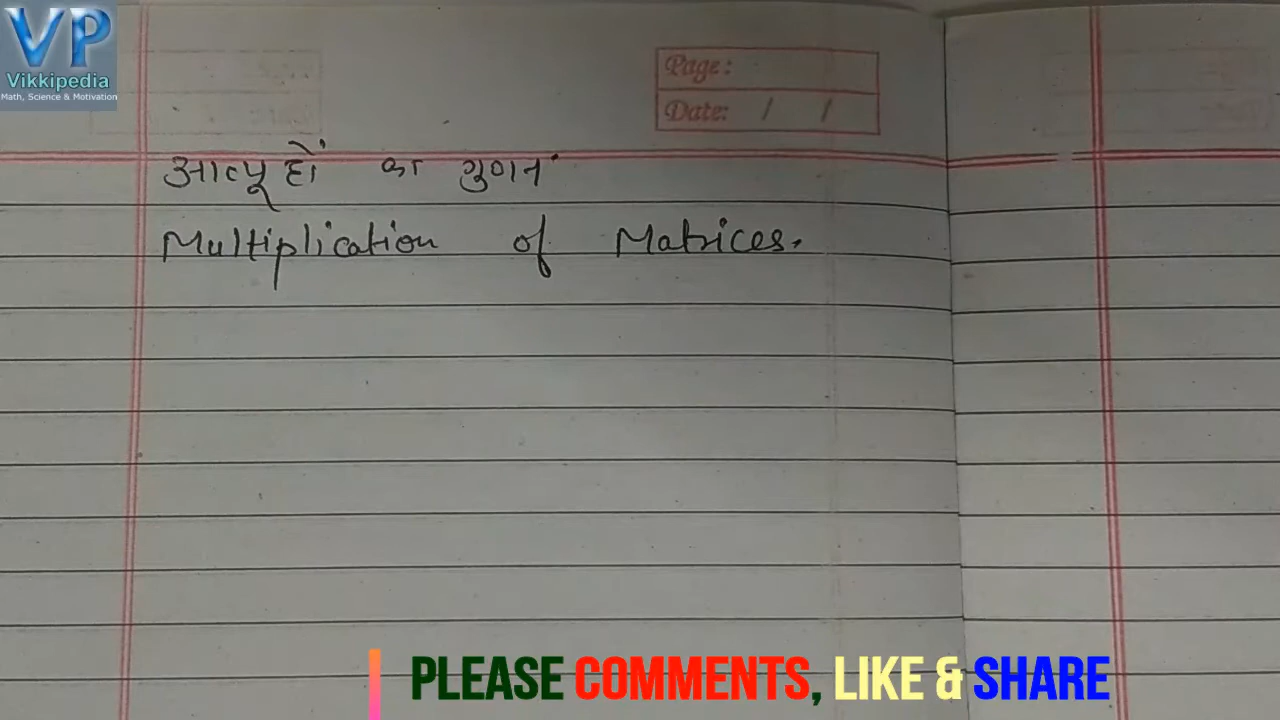 VP
Vikkipedia
Math, Science & Motivation
Page:
Date: / /
आव्यूहों का गुणन
Multiplication of Matrices.
PLEASE COMMENTS, LIKE & SHARE